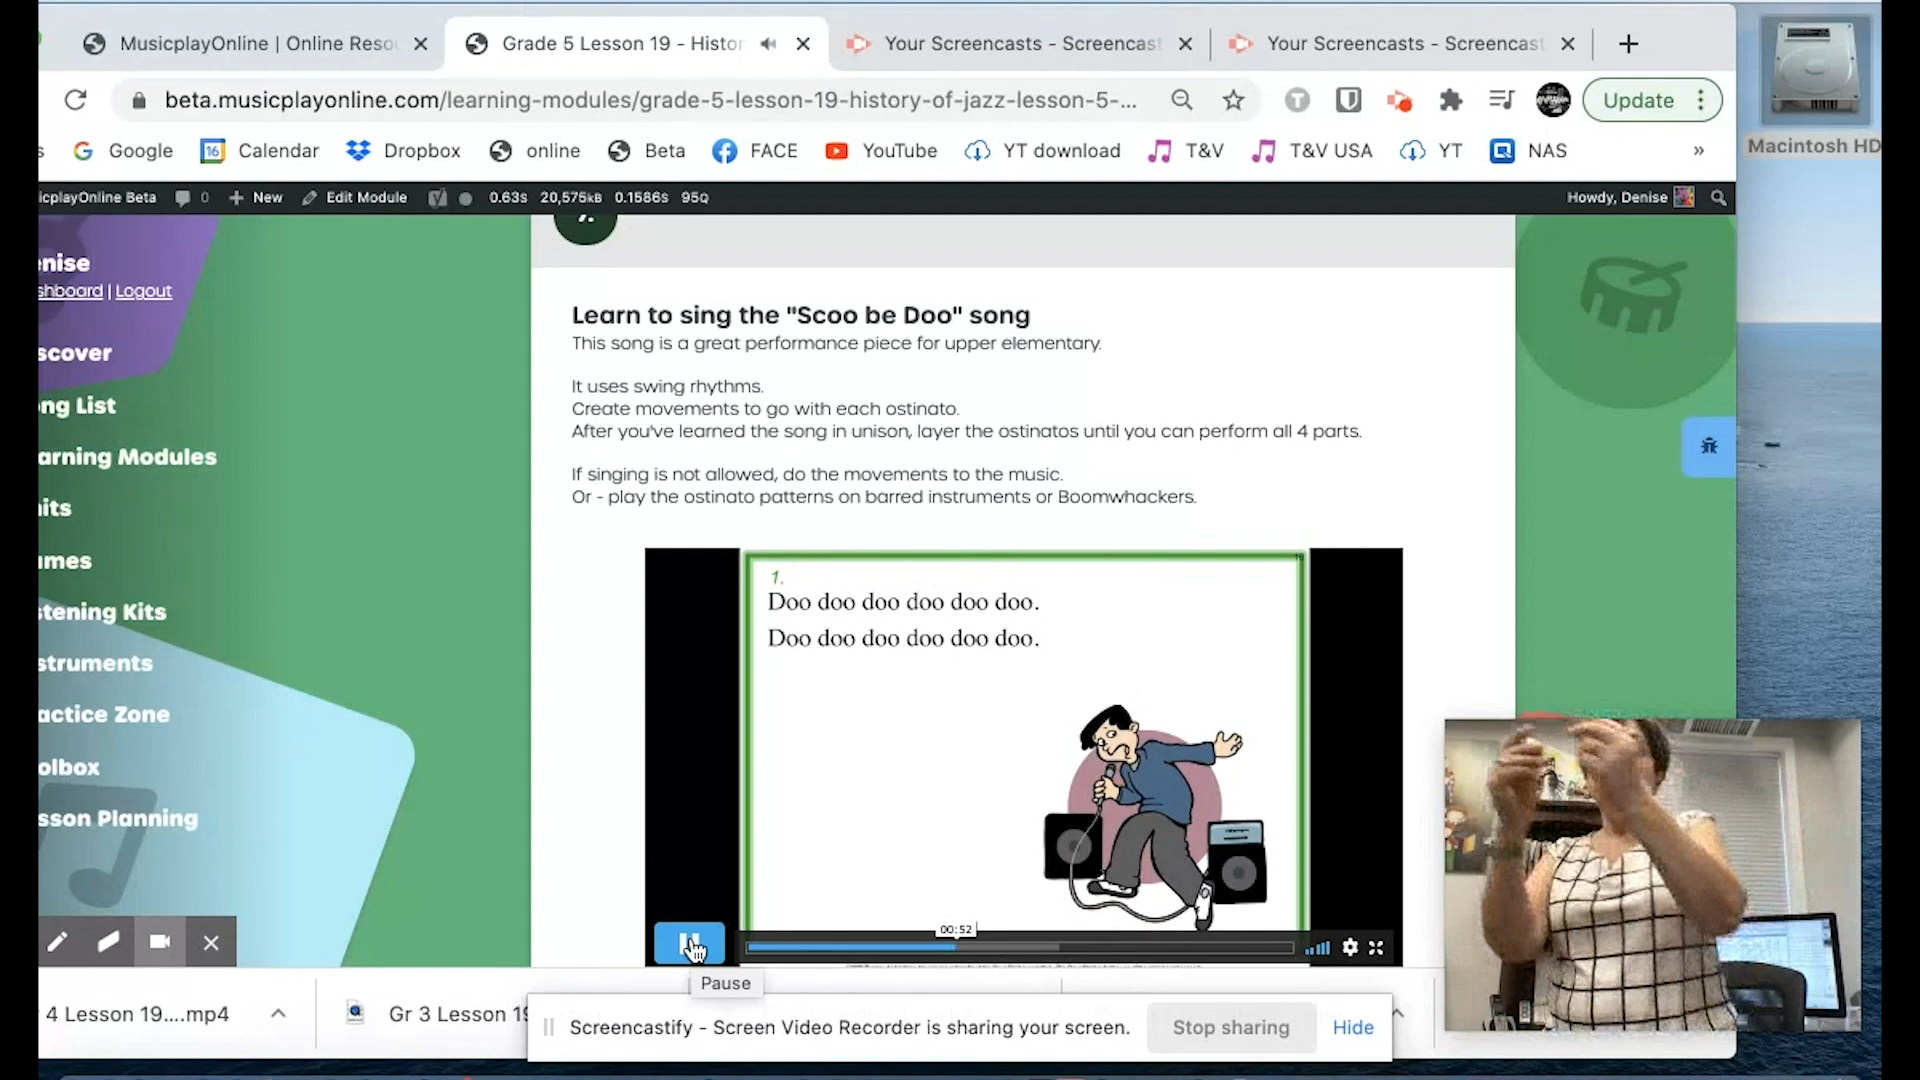 MusicplayOnline | Online Reso
Grade 5 Lesson 19 - Histor
Your Screencasts - Screencast
Your Screencasts - Screencast
beta.musicplayonline.com/learning-modules/grade-5-lesson-19-history-of-jazz-lesson-5-...
Update
Macintosh HD
s Google 16 Calendar Dropbox online Beta FACE YouTube YT download T&V T&V USA YT NAS »
icplayOnline Beta 0 + New Edit Module 0.63s 20,575kB 0.1586s 95Q
Howdy, Denise
7.
enise
shboard | Logout
scover
ng List
arning Modules
its
ames
stening Kits
struments
actice Zone
olbox
sson Planning
Learn to sing the "Scoo be Doo" song
This song is a great performance piece for upper elementary.
It uses swing rhythms.
Create movements to go with each ostinato.
After you've learned the song in unison, layer the ostinatos until you can perform all 4 parts.
If singing is not allowed, do the movements to the music.
Or - play the ostinato patterns on barred instruments or Boomwhackers.
1.
Doo doo doo doo doo doo.
Doo doo doo doo doo doo.
00:52
Pause
4 Lesson 19....mp4
Gr 3 Lesson 19
Screencastify - Screen Video Recorder is sharing your screen.
Stop sharing
Hide